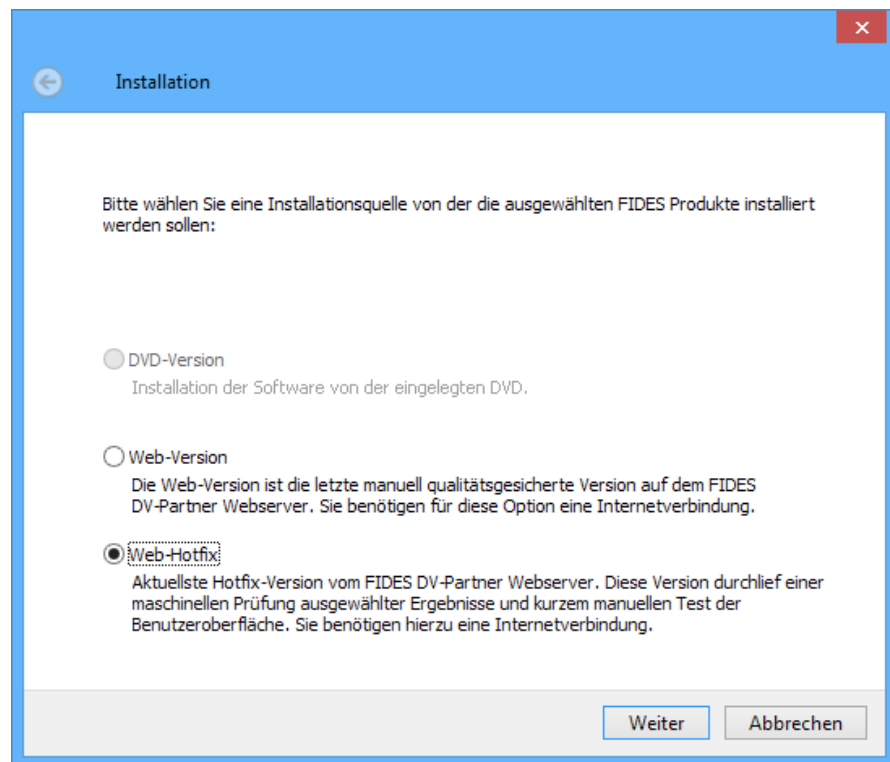 Installation
Bitte wählen Sie eine Installationsquelle von der die ausgewählten FIDES Produkte installiert
werden sollen:
DVD-Version
Installation der Software von der eingelegten DVD.
Web-Version
Die Web-Version ist die letzte manuell qualitätsgesicherte Version auf dem FIDES
DV-Partner Webserver. Sie benötigen für diese Option eine Internetverbindung.
Web-Hotfix
Aktuellste Hotfix-Version vom FIDES DV-Partner Webserver. Diese Version durchlief einer
maschinellen Prüfung ausgewählter Ergebnisse und kurzem manuellen Test der
Benutzeroberfläche. Sie benötigen hierzu eine Internetverbindung.
Weiter
Abbrechen